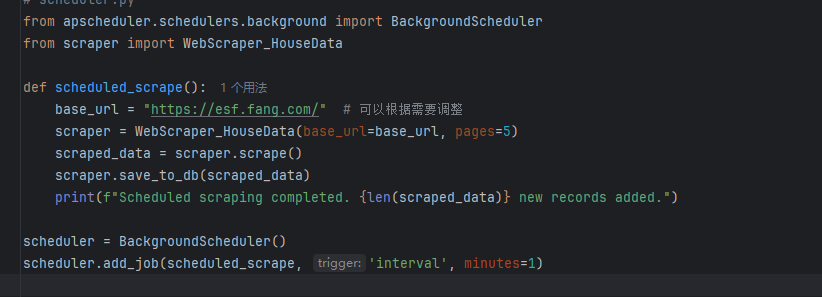 # scheduler.py
from apscheduler.schedulers.background import BackgroundScheduler
from scraper import WebScraper_HouseData
def scheduled_scrape(): 1 个用法
base_url = "https://esf.fang.com/" # 可以根据需要调整
scraper = WebScraper_HouseData(base_url=base_url, pages=5)
scraped_data = scraper.scrape()
scraper.save_to_db(scraped_data)
print(f"Scheduled scraping completed. {len(scraped_data)} new records added.")
scheduler = BackgroundScheduler()
scheduler.add_job(scheduled_scrape, trigger: 'interval', minutes=1)